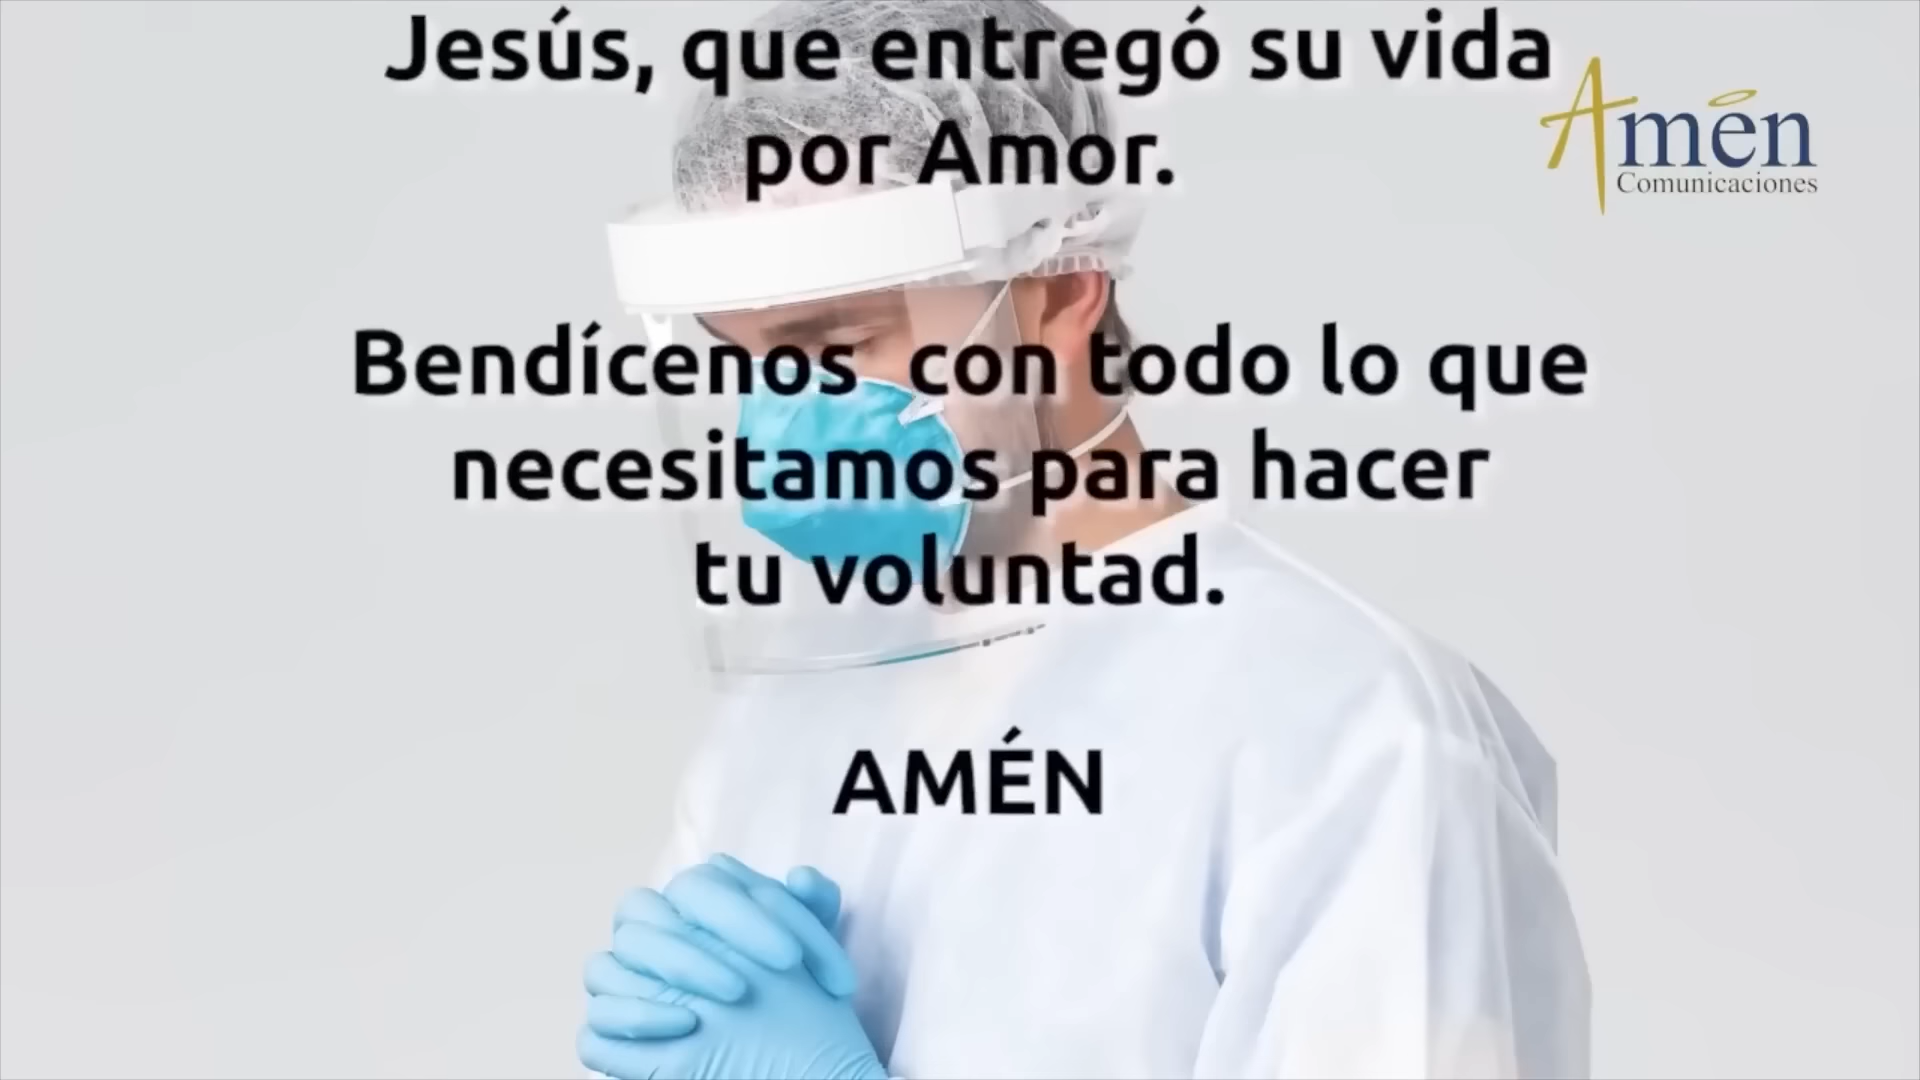 Jesús, que entregó su vida
por Amor.
Amén
Comunicaciones
Bendícenos con todo lo que
necesitamos para hacer
tu voluntad.
AMÉN